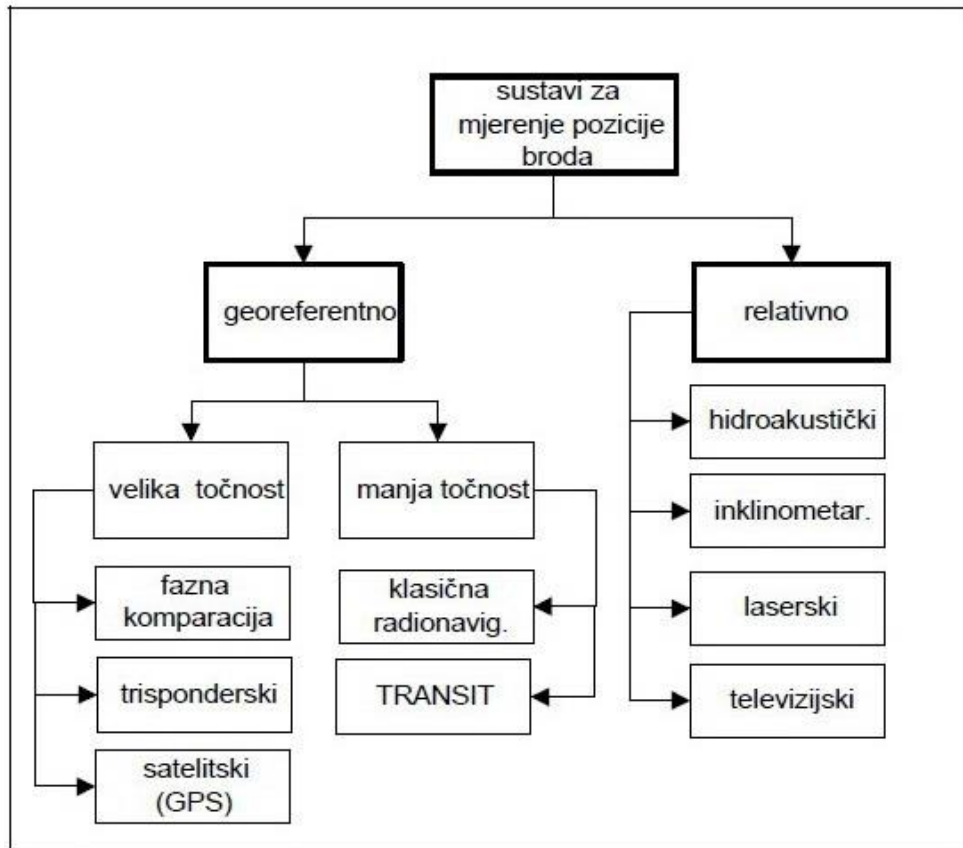 sustavi za
mjerenje pozicije
broda
georeferentno
relativno
velika točnost
manja točnost
fazna
komparacija
trisponderski
satelitski
(GPS)
klasična
radionavig.
TRANSIT
hidroakustički
inklinometar.
laserski
televizijski